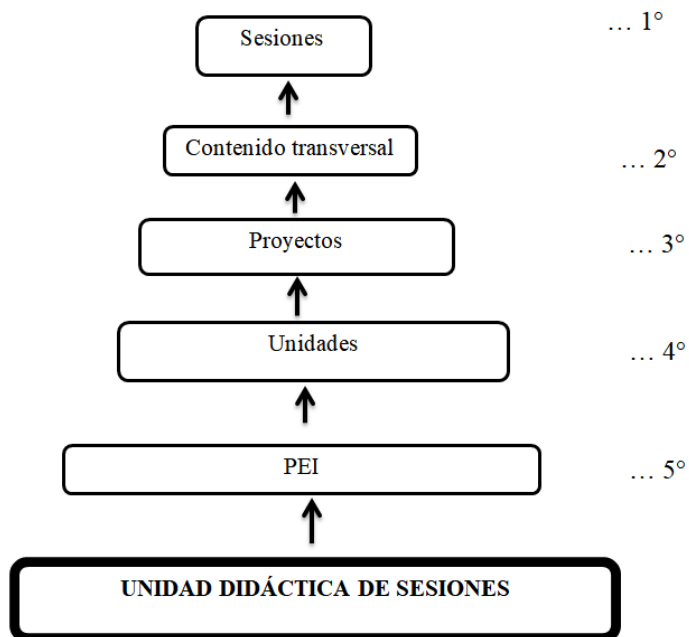 Sesiones … 1°
Contenido transversal … 2°
Proyectos … 3°
Unidades … 4°
PEI … 5°
UNIDAD DIDÁCTICA DE SESIONES